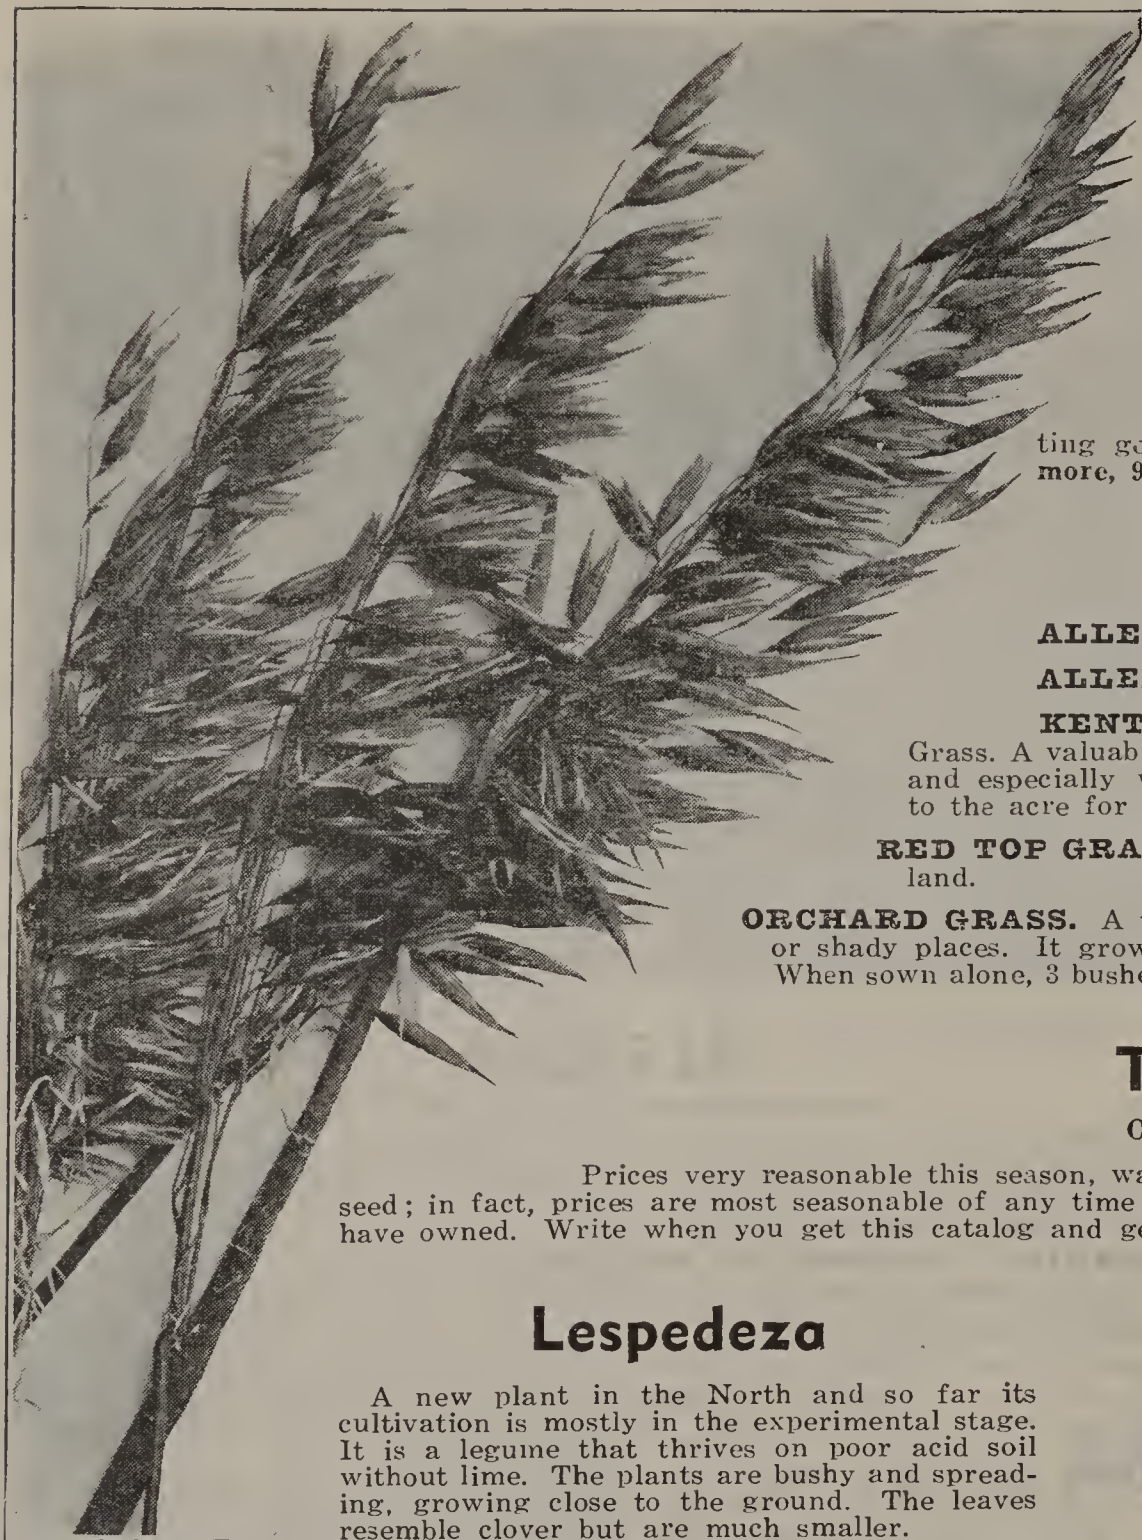 ting
more, 9
ALLE
ALLE
KENT
Grass. A valuab
and especially
to the acre for
RED TOP GRA
land.
ORCHARD GRASS. A
or shady places. It grow
When sown alone, 3 bushe
T
Prices very reasonable this season, wa
seed; in fact, prices are most seasonable of any time
have owned. Write when you get this catalog and ge
Lespedeza
A new plant in the North and so far its
cultivation is mostly in the experimental stage.
It is a legume that thrives on poor acid soil
without lime. The plants are bushy and spread-
ing, growing close to the ground. The leaves
resemble clover but are much smaller.